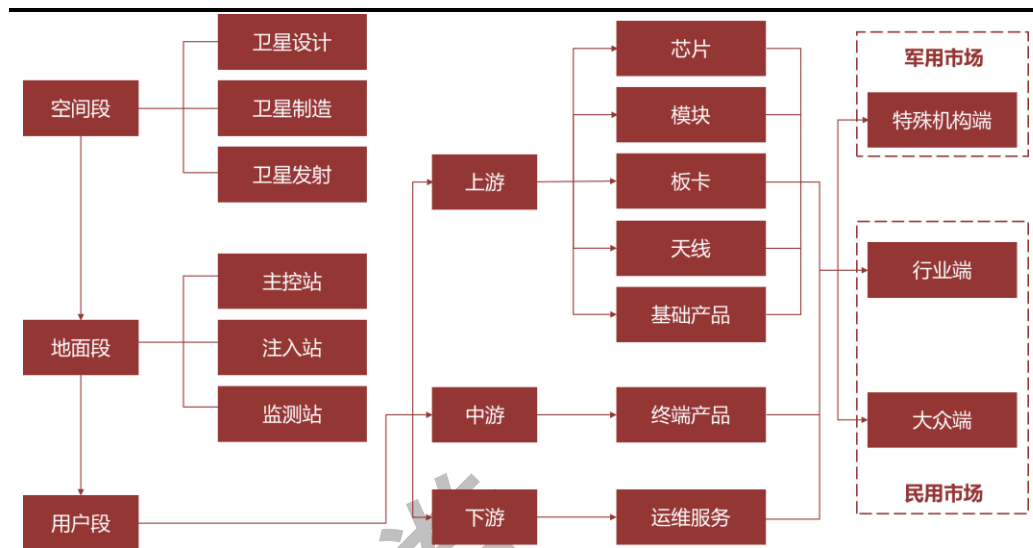 空间段
卫星设计
卫星制造
卫星发射
地面段
主控站
注入站
监测站
用户段
上游
中游
下游
芯片
模块
板卡
天线
基础产品
终端产品
运维服务
军用市场
特殊机构端
行业端
大众端
民用市场